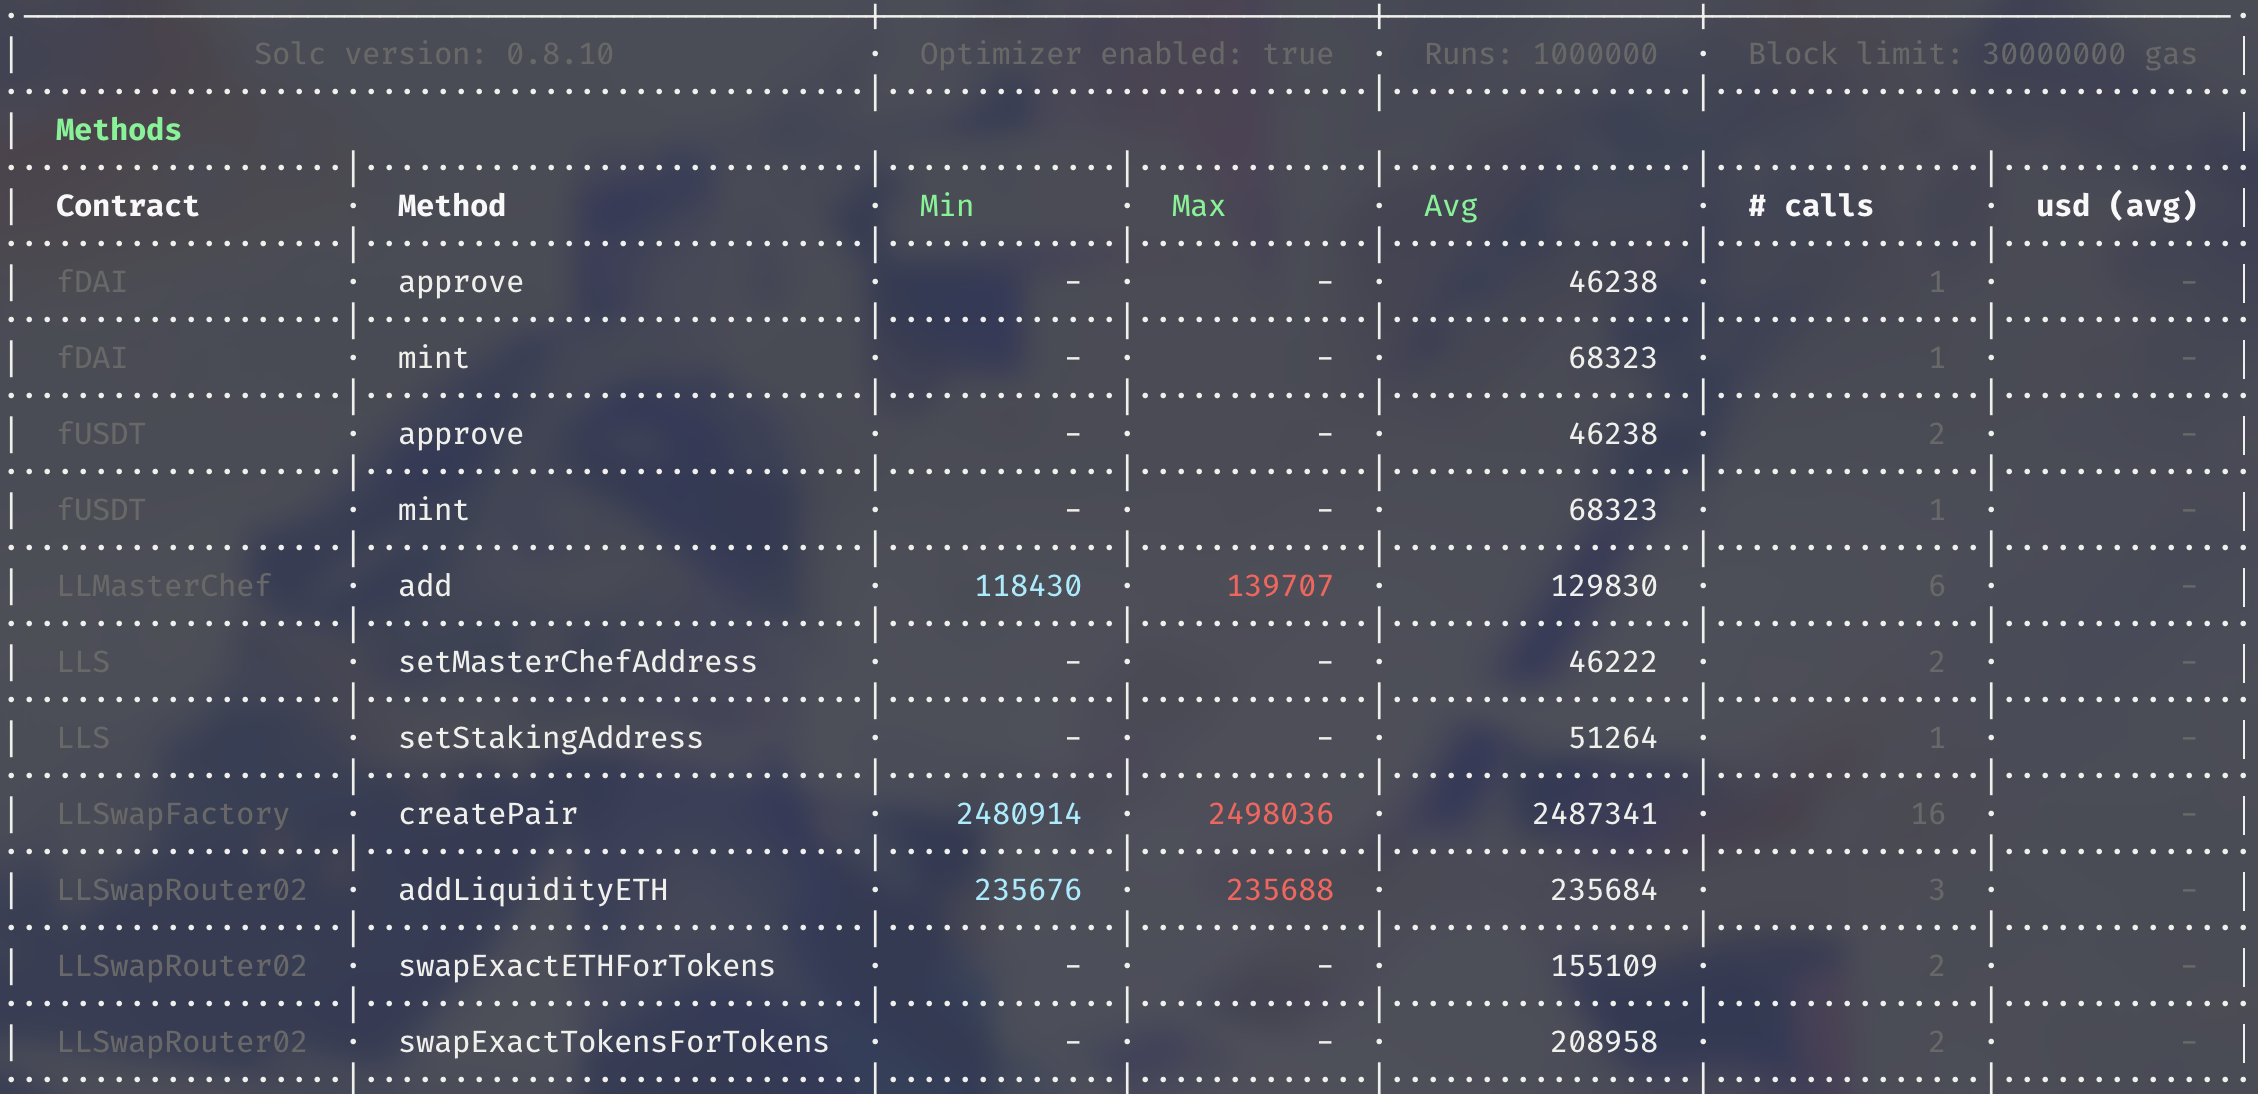 Solc version: 0.8.10 Optimizer enabled: true Runs: 1000000 Block limit: 30000000 gas
Methods
Contract Method Min Max Avg # calls usd (avg)
fDAI approve - - 46238 1 -
fDAI mint - - 68323 1 -
fUSDT approve - - 46238 2 -
fUSDT mint - - 68323 1 -
LLMasterChef add 118430 139707 129830 6 -
LLS setMasterChefAddress - - 46222 2 -
LLS setStakingAddress - - 51264 1 -
LLSwapFactory createPair 2480914 2498036 2487341 16 -
LLSwapRouter02 addLiquidityETH 235676 235688 235684 3 -
LLSwapRouter02 swapExactETHForTokens - - 155109 2 -
LLSwapRouter02 swapExactTokensForTokens - - 208958 2 -